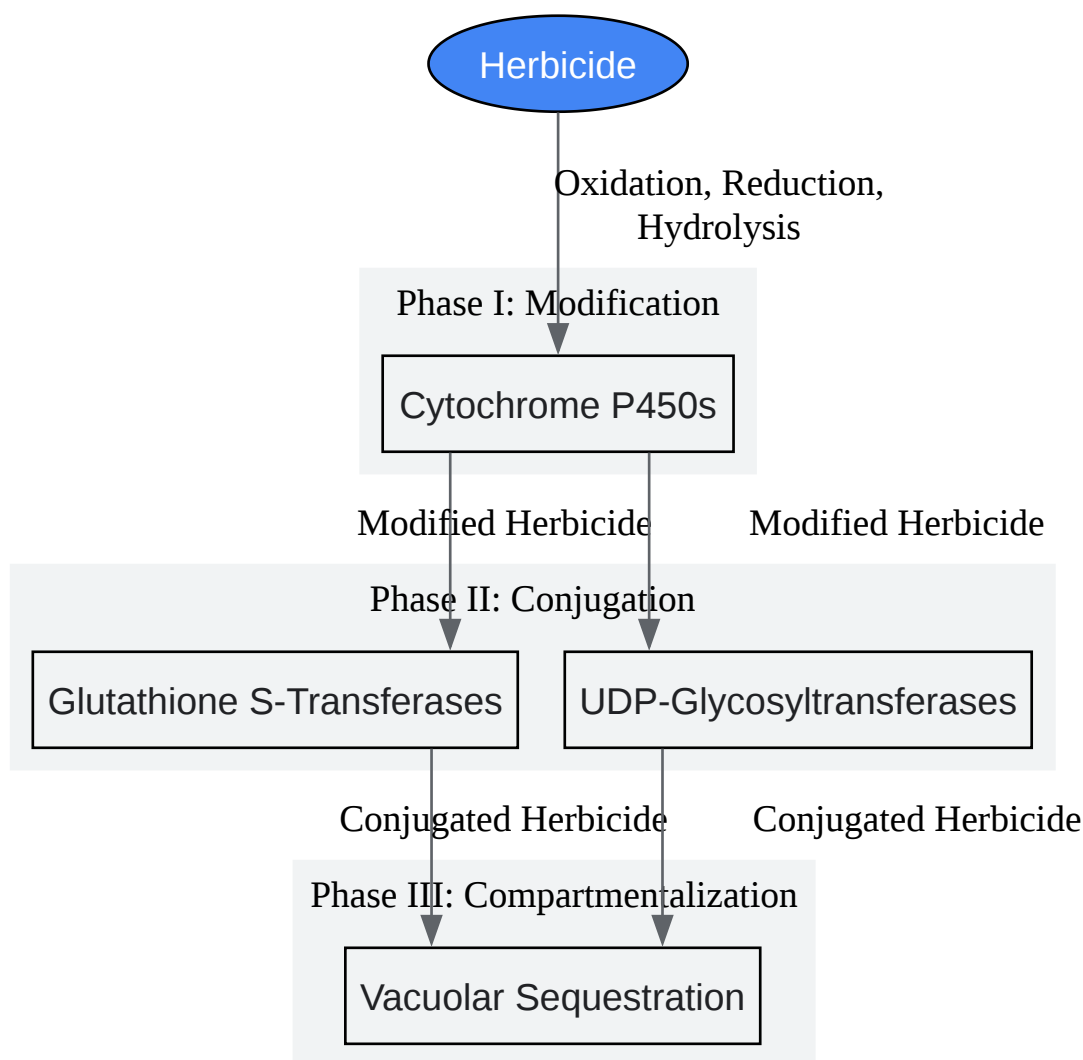 Herbicide
Oxidation, Reduction,
Hydrolysis
Phase I: Modification
Cytochrome P450s
Modified Herbicide
Modified Herbicide
Phase II: Conjugation
Glutathione S-Transferases
UDP-Glycosyltransferases
Conjugated Herbicide
Conjugated Herbicide
Phase III: Compartmentalization
Vacuolar Sequestration